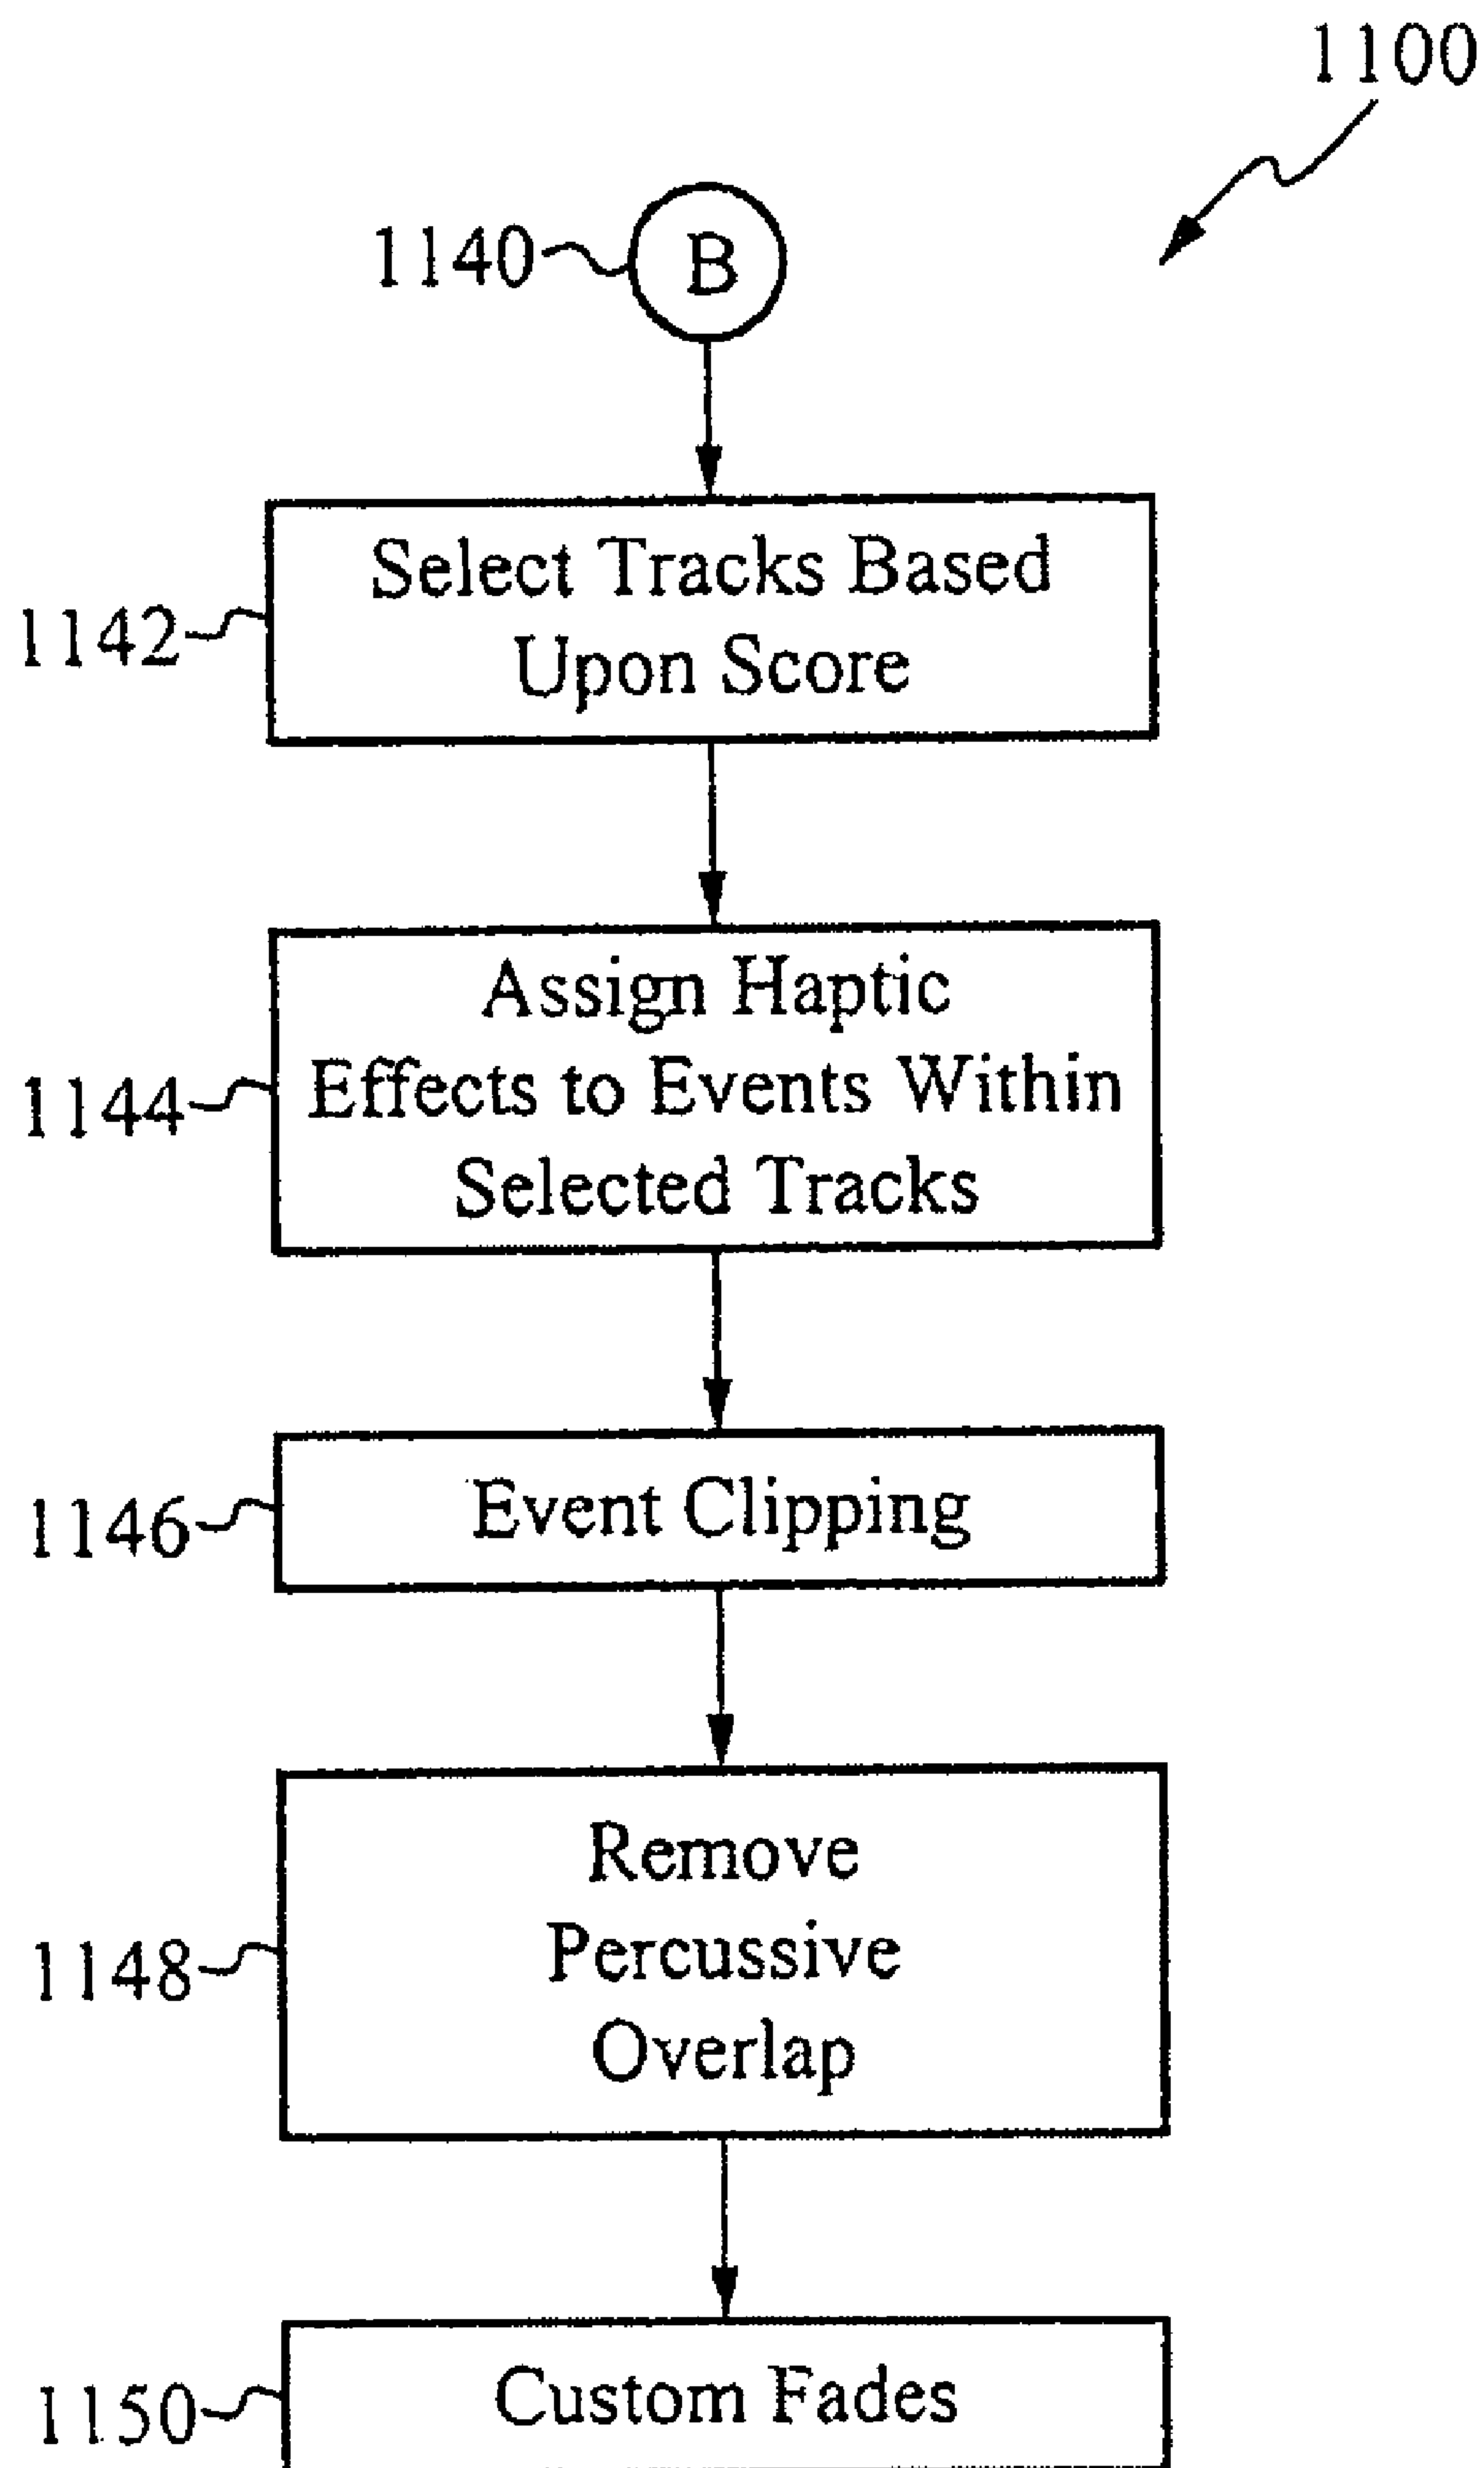 1100
1140
B
Select Tracks Based
Upon Score
1142
Assign Haptic
Effects to Events Within
Selected Tracks
1144
Event Clipping
1146
Remove
Percussive
Overlap
1148
Custom Fades
1150